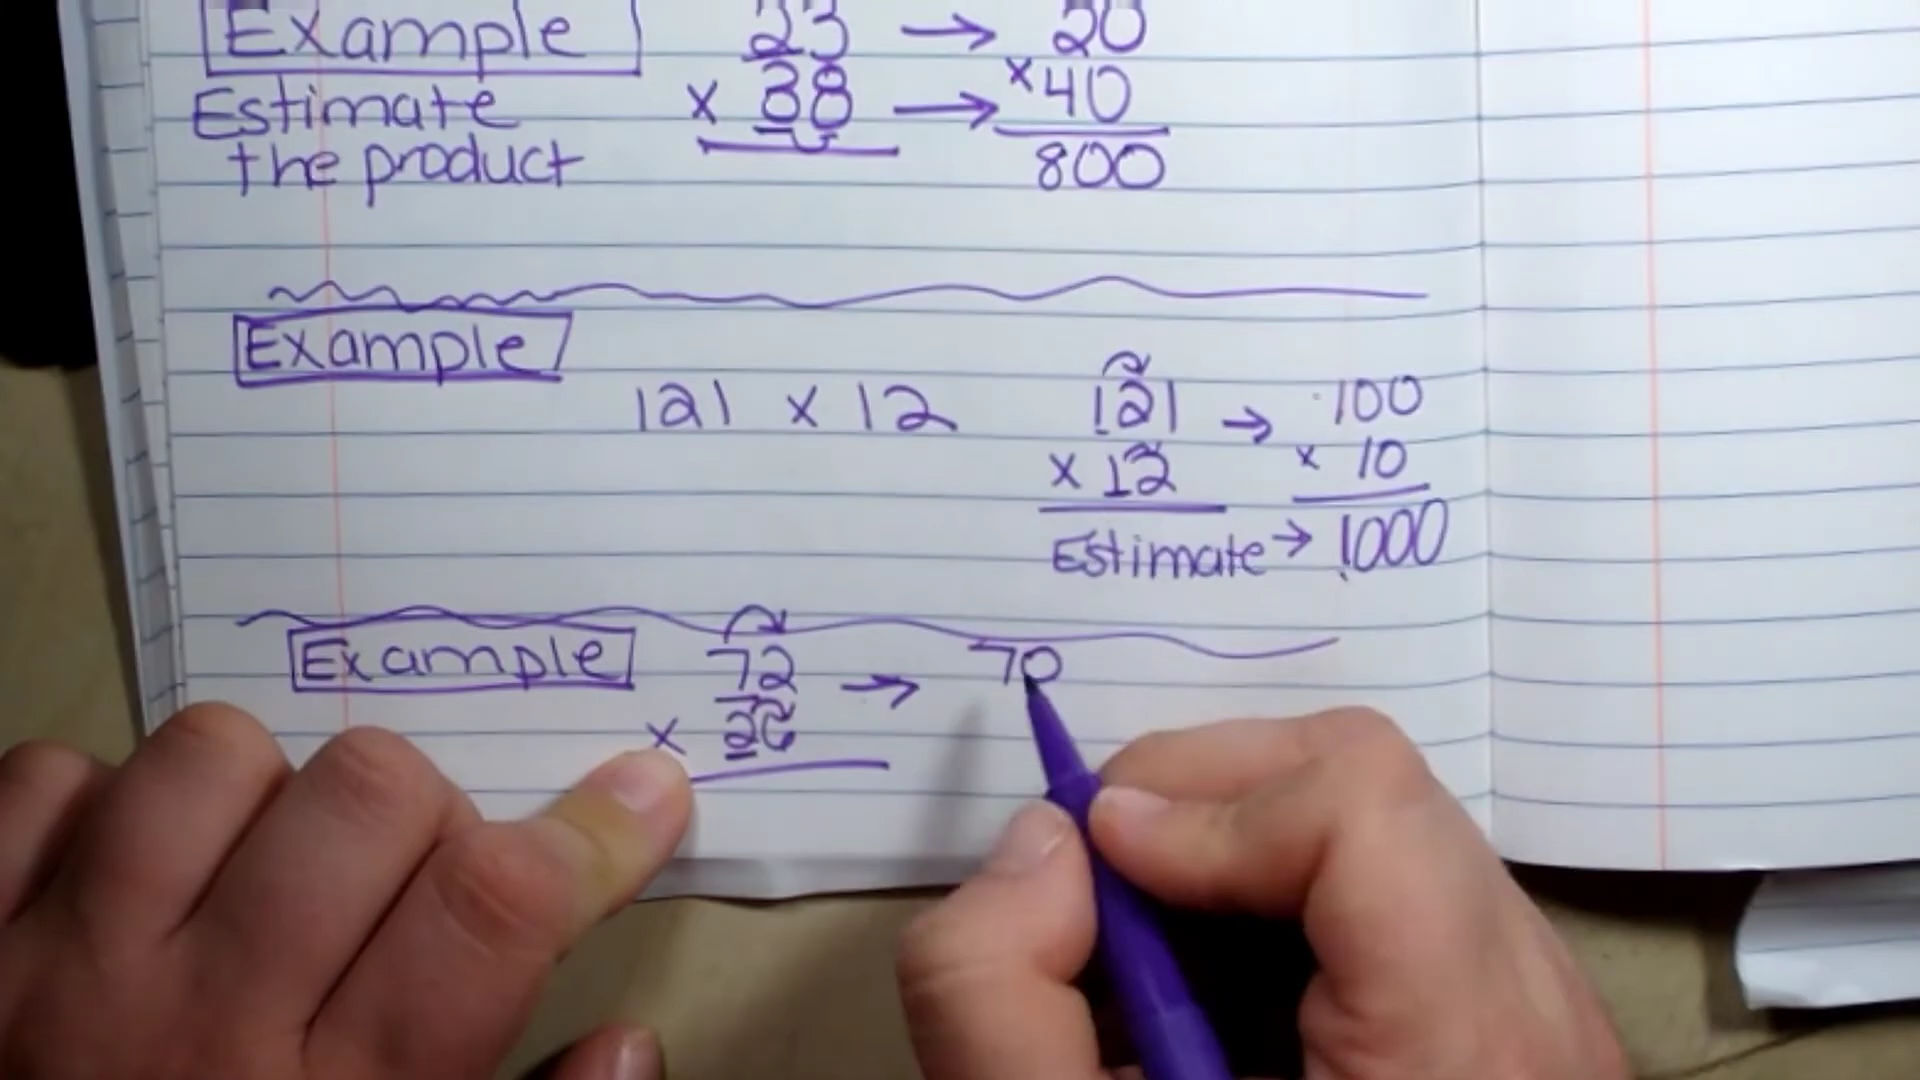 Example 23 → 20
Estimate x 38 → x 40
the product 800
Example
121 x 12 121 → 100
x 12 x 10
Estimate → 1000
Example 72 → 70
x 26